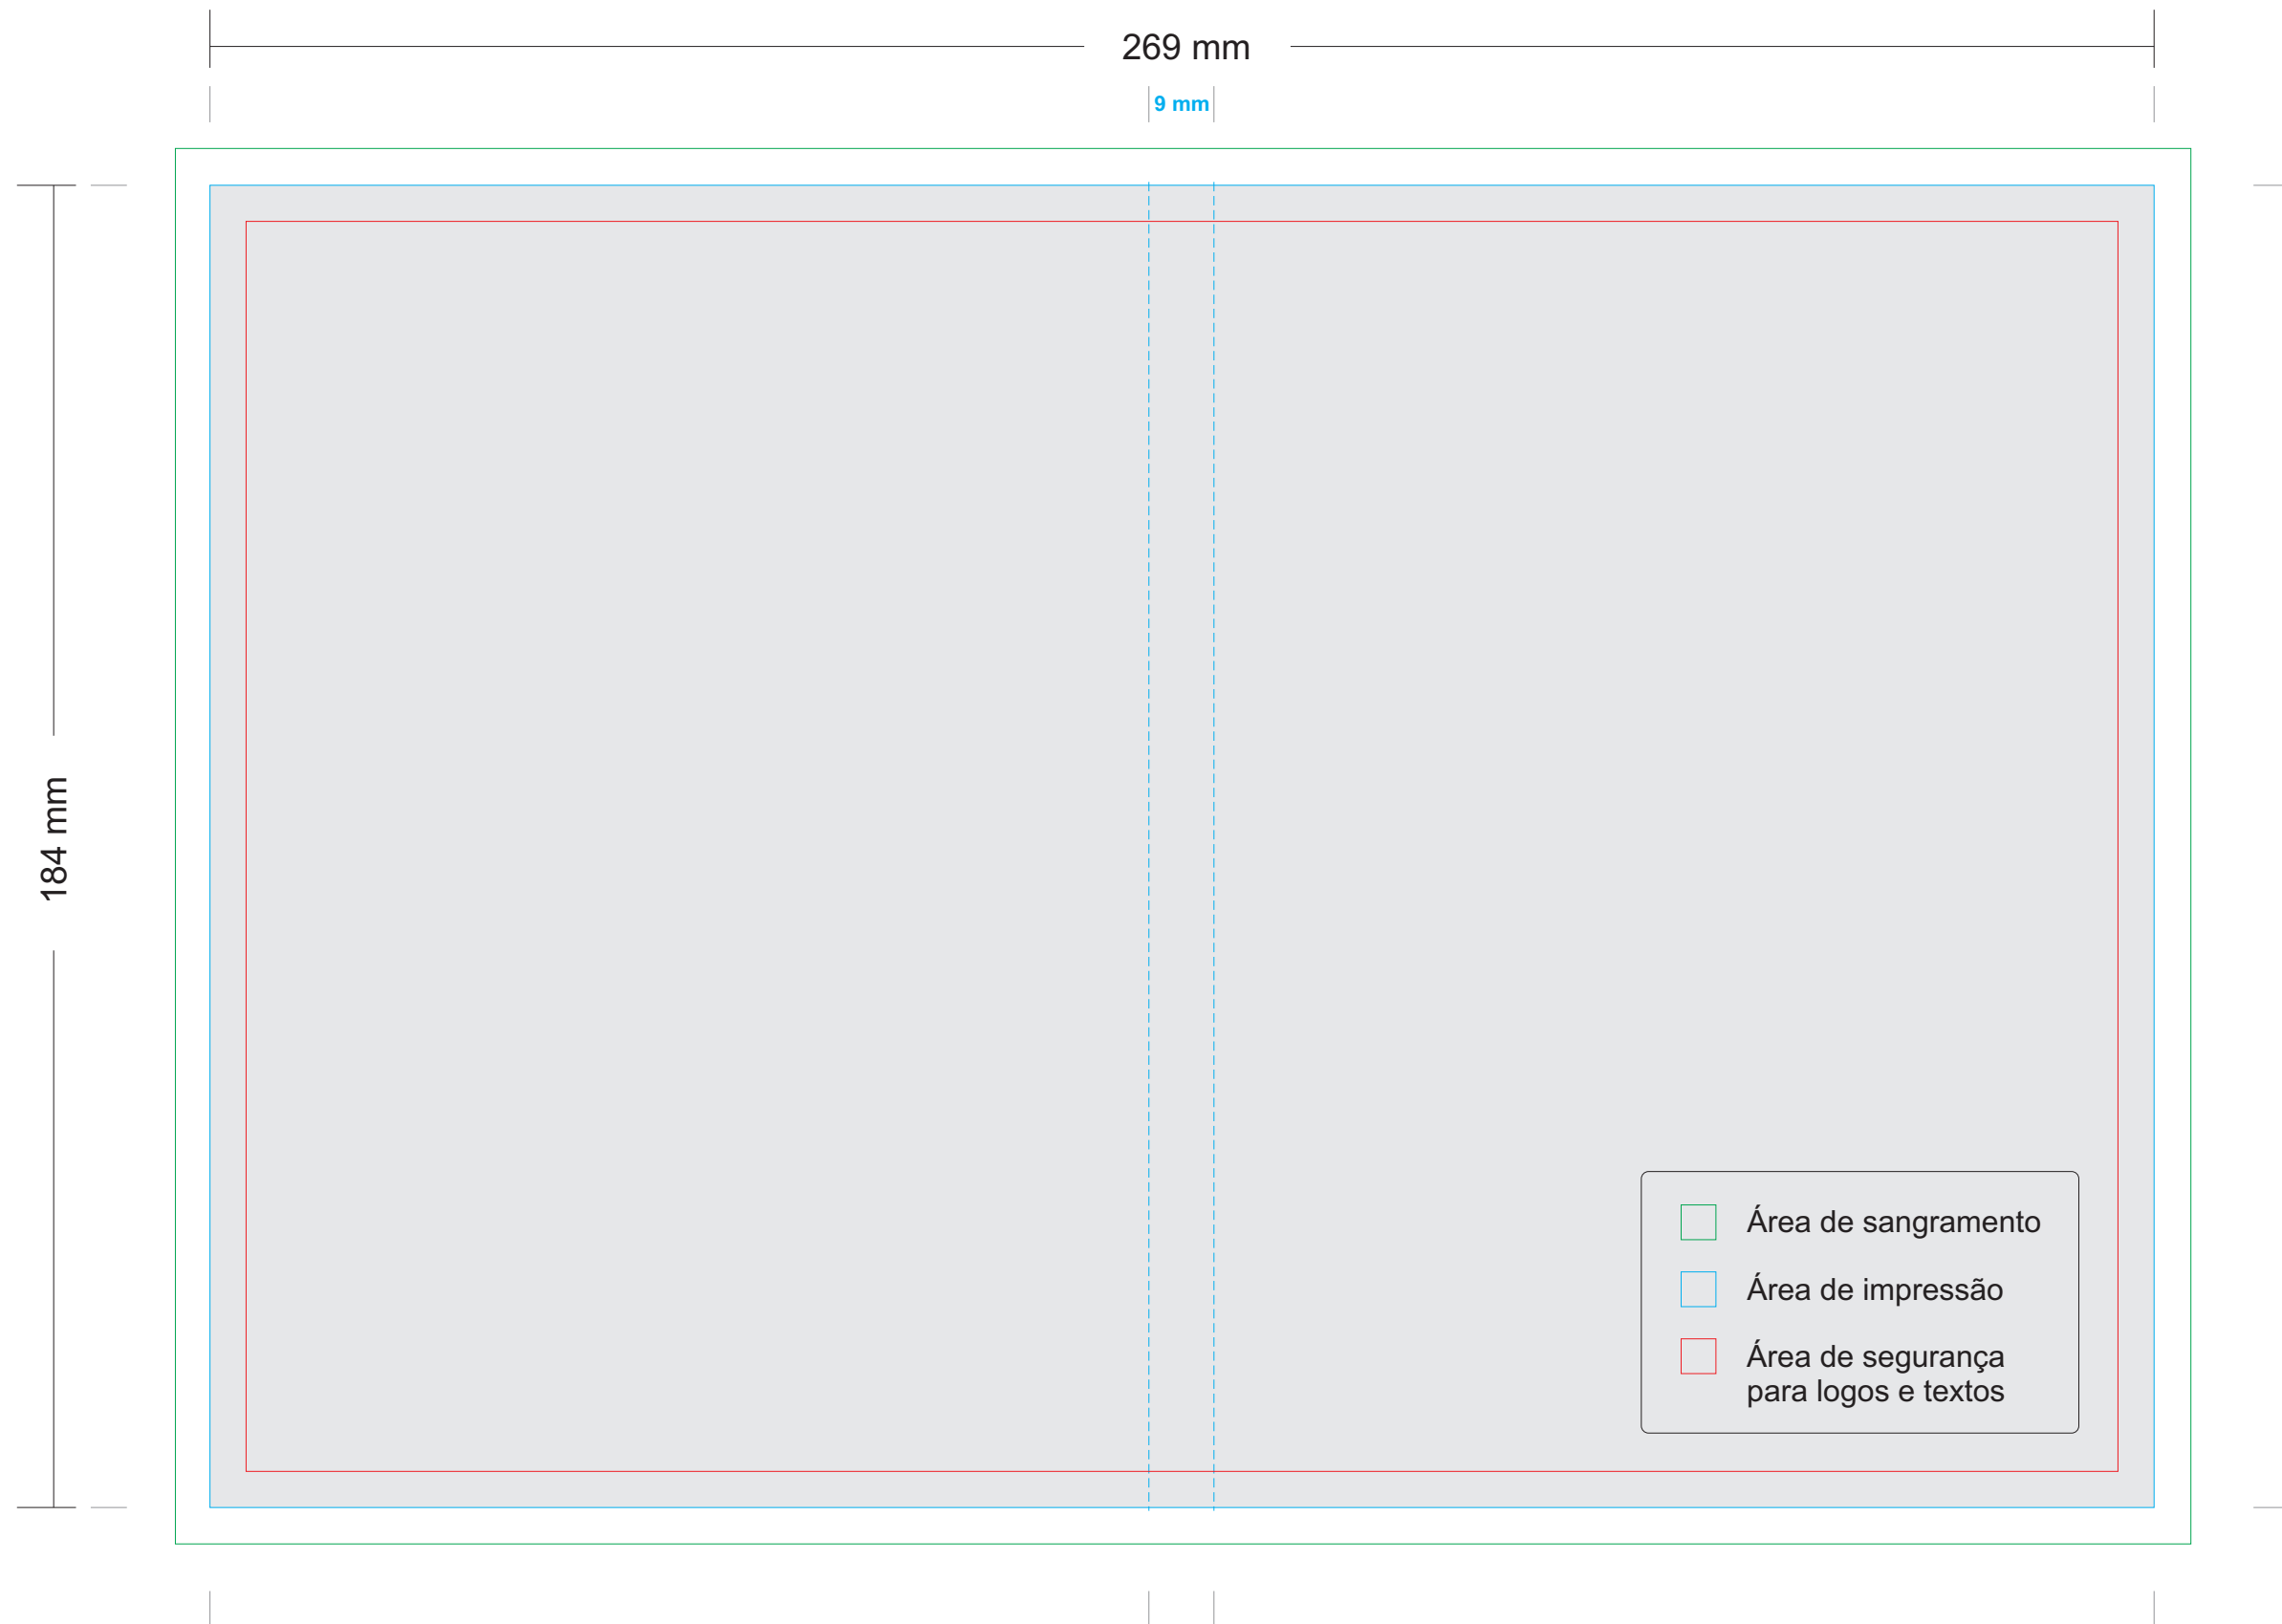 269 mm
9 mm
184 mm
Área de sangramento
Área de impressão
Área de segurança
para logos e textos